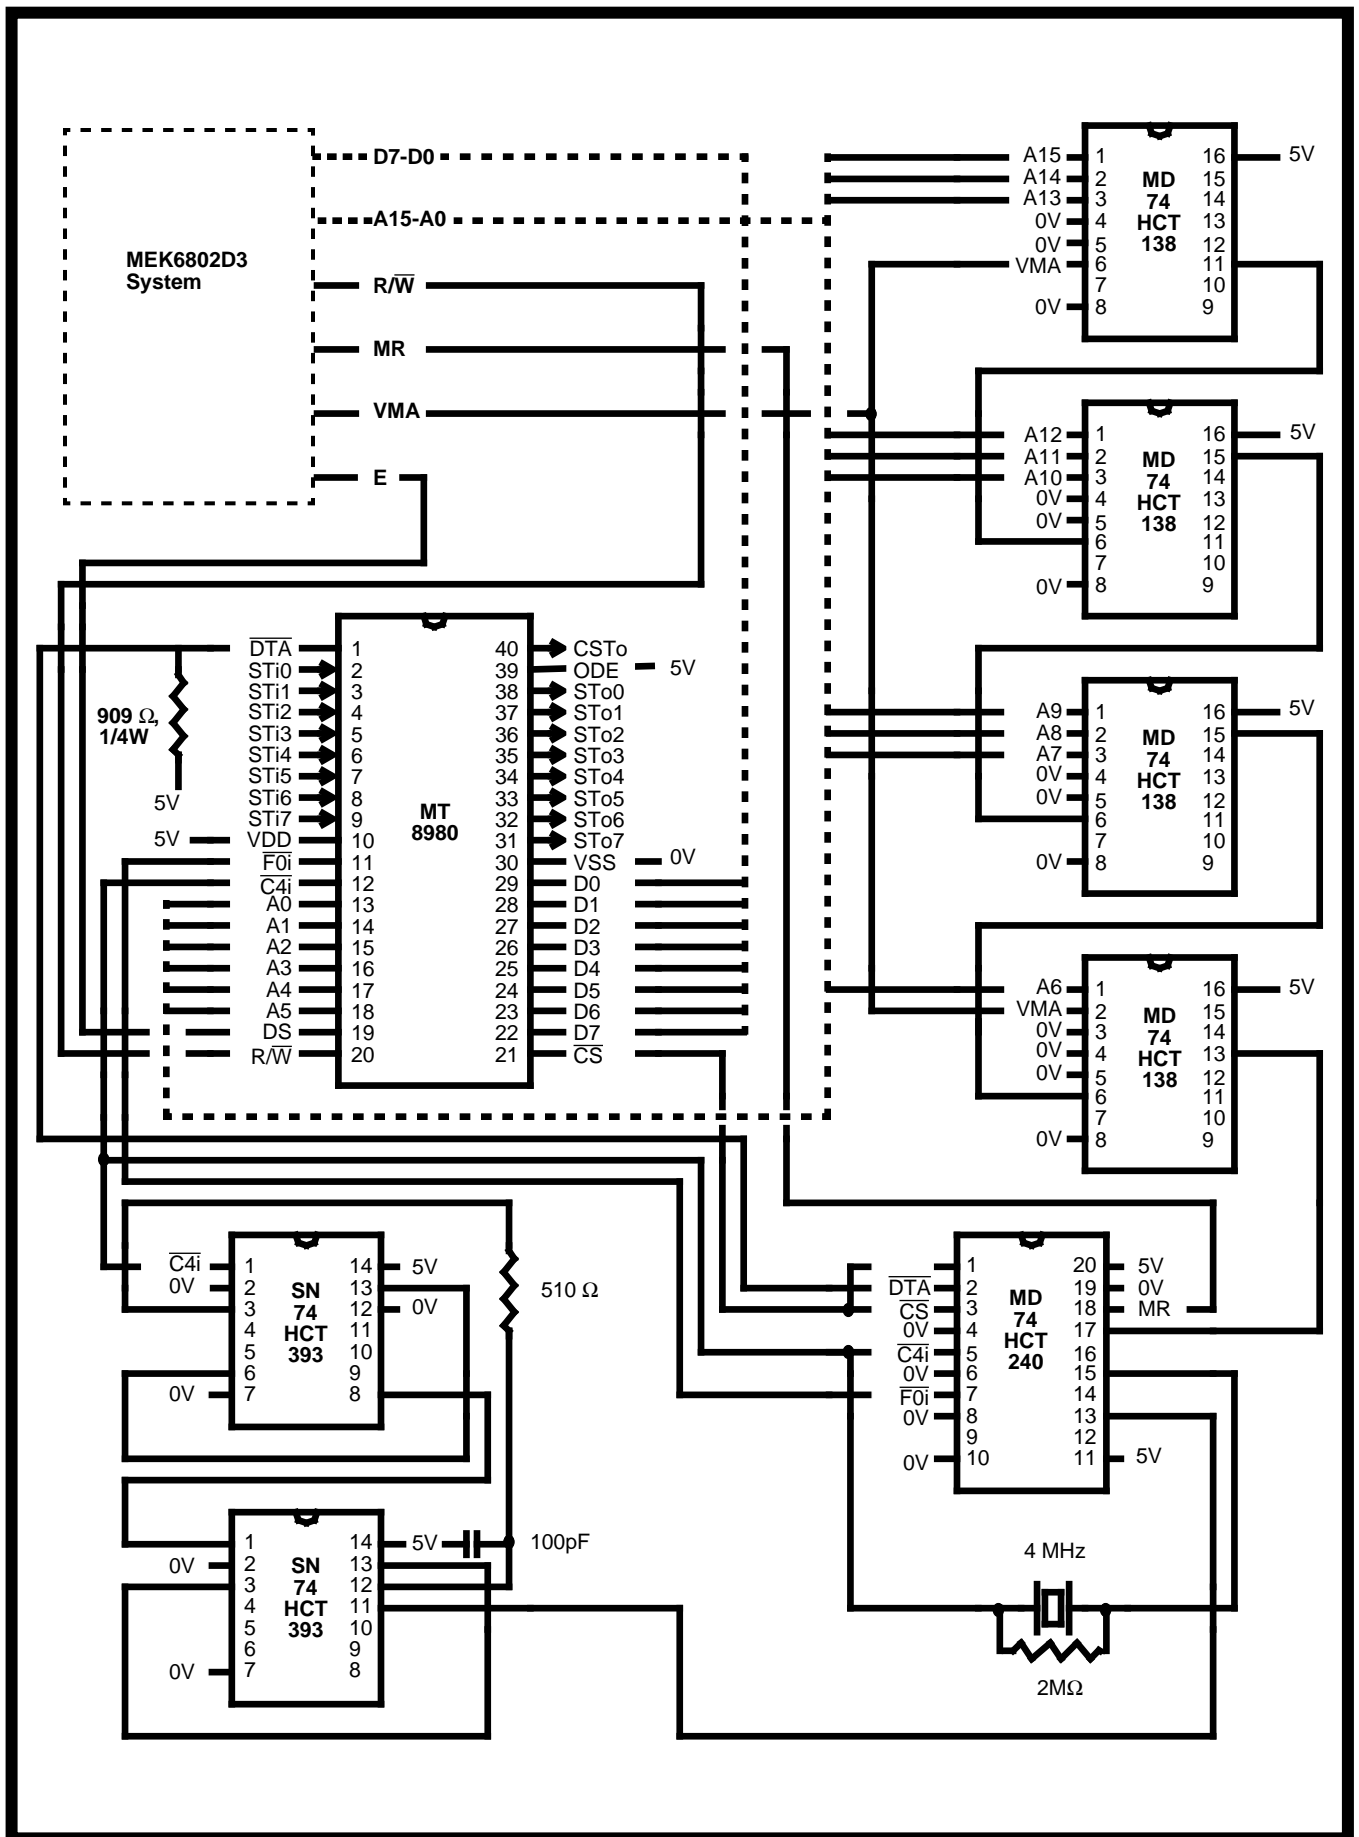 D7-D0
A15-A0
MEK6802D3
System
R/W̅
MR
VMA
E
A15 1 16 5V
A14 2 15
A13 3 14
0V 4 13
0V 5 12
VMA 6 11
7 10
0V 8 9
MD
74
HCT
138
A12 1 16 5V
A11 2 15
A10 3 14
0V 4 13
0V 5 12
6 11
7 10
0V 8 9
MD
74
HCT
138
A9 1 16 5V
A8 2 15
A7 3 14
0V 4 13
0V 5 12
6 11
7 10
0V 8 9
MD
74
HCT
138
A6 1 16 5V
VMA 2 15
0V 3 14
0V 4 13
0V 5 12
6 11
7 10
0V 8 9
MD
74
HCT
138
909 Ω,
1/4W
5V
D̅T̅A̅ 1 40 CSTo
STi0 2 39 ODE 5V
STi1 3 38 STo0
STi2 4 37 STo1
STi3 5 36 STo2
STi4 6 35 STo3
STi5 7 34 STo4
STi6 8 33 STo5
STi7 9 32 STo6
5V VDD 10 31 STo7
F̅0̅i̅ 11 30 VSS 0V
C̅4̅i̅ 12 29 D0
A0 13 28 D1
A1 14 27 D2
A2 15 26 D3
A3 16 25 D4
A4 17 24 D5
A5 18 23 D6
DS 19 22 D7
R/W̅ 20 21 C̅S̅
MT
8980
C̅4̅i̅ 1 14 5V
0V 2 13
3 12 0V
4 11
5 10
6 9
0V 7 8
SN
74
HCT
393
510 Ω
1 14 5V
0V 2 13
3 12
4 11
5 10
6 9
0V 7 8
SN
74
HCT
393
100pF
1 20 5V
D̅T̅A̅ 2 19 0V
C̅S̅ 3 18 MR
0V 4 17
C̅4̅i̅ 5 16
0V 6 15
F̅0̅i̅ 7 14
0V 8 13
9 12
0V 10 11 5V
MD
74
HCT
240
4 MHz
2MΩ